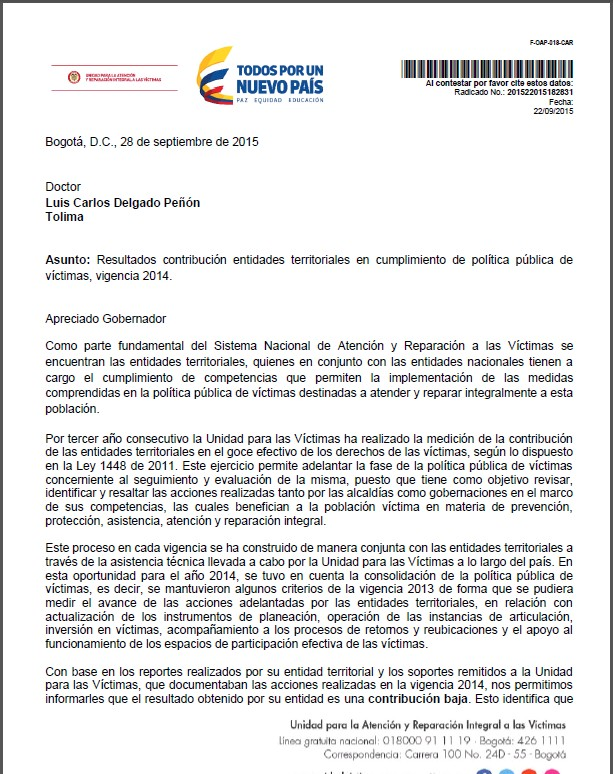 F-OAP-018-CAR
UNIDAD PARA LA ATENCIÓN
Y REPARACIÓN INTEGRAL A LAS VÍCTIMAS
TODOS POR UN
NUEVO PAÍS
PAZ EQUIDAD EDUCACIÓN
Al contestar por favor cite estos datos:
Radicado No.: 201522015182831
Fecha:
22/09/2015
Bogotá, D.C., 28 de septiembre de 2015
Doctor
Luis Carlos Delgado Peñón
Tolima
Asunto: Resultados contribución entidades territoriales en cumplimiento de política pública de
víctimas, vigencia 2014.
Apreciado Gobernador
Como parte fundamental del Sistema Nacional de Atención y Reparación a las Víctimas se
encuentran las entidades territoriales, quienes en conjunto con las entidades nacionales tienen a
cargo el cumplimiento de competencias que permiten la implementación de las medidas
comprendidas en la política pública de víctimas destinadas a atender y reparar integralmente a esta
población.
Por tercer año consecutivo la Unidad para las Víctimas ha realizado la medición de la contribución
de las entidades territoriales en el goce efectivo de los derechos de las víctimas, según lo dispuesto
en la Ley 1448 de 2011. Este ejercicio permite adelantar la fase de la política pública de víctimas
concerniente al seguimiento y evaluación de la misma, puesto que tiene como objetivo revisar,
identificar y resaltar las acciones realizadas tanto por las alcaldías como gobernaciones en el marco
de sus competencias, las cuales benefician a la población víctima en materia de prevención,
protección, asistencia, atención y reparación integral.
Este proceso en cada vigencia se ha construido de manera conjunta con las entidades territoriales a
través de la asistencia técnica llevada a cabo por la Unidad para las Víctimas a lo largo del país. En
esta oportunidad para el año 2014, se tuvo en cuenta la consolidación de la política pública de
víctimas, es decir, se mantuvieron algunos criterios de la vigencia 2013 de forma que se pudiera
medir el avance de las acciones adelantadas por las entidades territoriales, en relación con
actualización de los instrumentos de planeación, operación de las instancias de articulación,
inversión en víctimas, acompañamiento a los procesos de retornos y reubicaciones y el apoyo al
funcionamiento de los espacios de participación efectiva de las víctimas.
Con base en los reportes realizados por su entidad territorial y los soportes remitidos a la Unidad
para las Víctimas, que documentaban las acciones realizadas en la vigencia 2014, nos permitimos
informarles que el resultado obtenido por su entidad es una contribución baja. Esto identifica que
Unidad para la Atención y Reparación Integral a las Víctimas
Línea gratuita nacional: 018000 91 11 19 · Bogotá: 426 1111
Correspondencia: Carrera 100 No. 24D - 55 · Bogotá